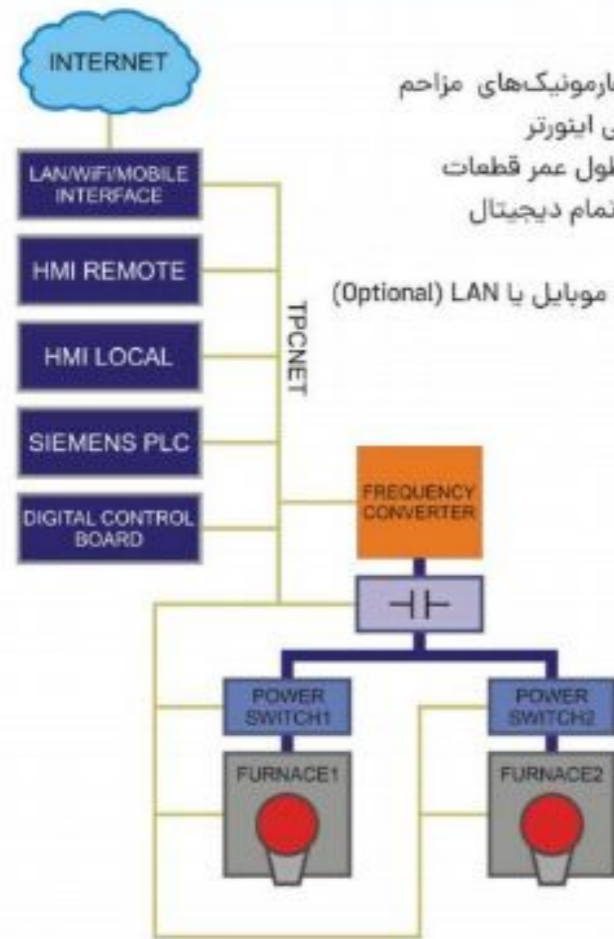 INTERNET
هارمونیک‌های مزاحم
اینورتر
طول عمر قطعات
تمام دیجیتال
موبایل یا LAN (Optional)
LAN/WiFi/MOBILE
INTERFACE
HMI REMOTE
HMI LOCAL
SIEMENS PLC
DIGITAL CONTROL
BOARD
TPCNET
FREQUENCY
CONVERTER
POWER
SWITCH1
POWER
SWITCH2
FURNACE1
FURNACE2